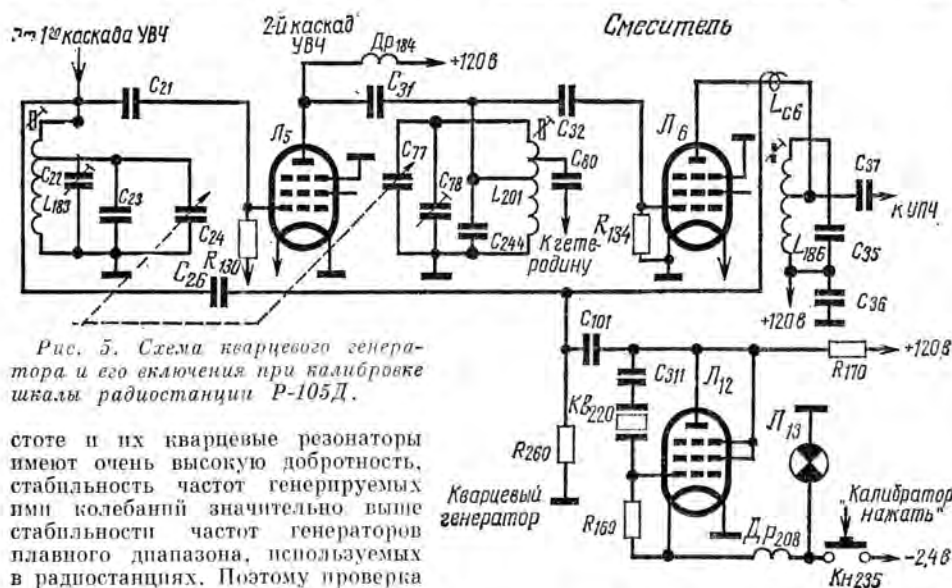 От 1го каскада УВЧ
2-й каскад
УВЧ
Др184
+120 в
Смеситель
C21
C31
C32
Lс6
Л5
Л6
C22
L183
C23
C24
R130
C26
C77
C78
L201
C244
C80
К гете-
родину
R134
L186
C37
К УПЧ
C35
C36
+120 в
Рис. 5. Схема кварцевого генера-
тора и его включения при калибровке
шкалы радиостанции Р-105Д.
C101
C311
Л12
Кв220
R260
R169
R170
+120 в
Л13
Кварцевый
генератор
Др208
„Калибратор
нажать"
Кн235
-2,4 в
стоте и их кварцевые резонаторы
имеют очень высокую добротность,
стабильность частот генерируемых
ими колебаний значительно выше
стабильности частот генераторов
плавного диапазона, используемых
в радиостанциях. Поэтому проверка